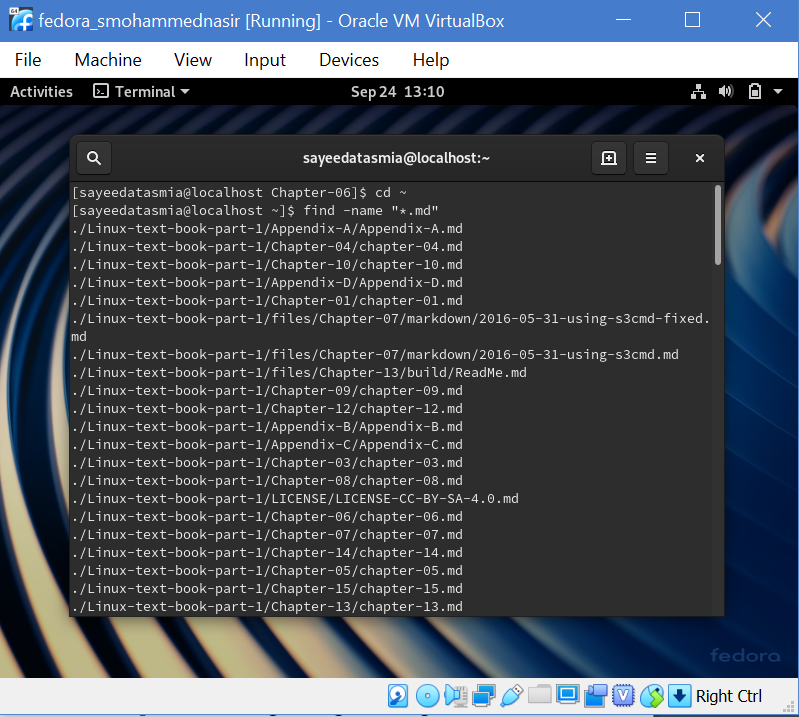 fedora_smohammednasir [Running] - Oracle VM VirtualBox
File Machine View Input Devices Help
Activities Terminal Sep 24 13:10
sayeedatasmia@localhost:~
[sayeedatasmia@localhost Chapter-06]$ cd ~
[sayeedatasmia@localhost ~]$ find -name "*.md"
./Linux-text-book-part-1/Appendix-A/Appendix-A.md
./Linux-text-book-part-1/Chapter-04/chapter-04.md
./Linux-text-book-part-1/Chapter-10/chapter-10.md
./Linux-text-book-part-1/Appendix-D/Appendix-D.md
./Linux-text-book-part-1/Chapter-01/chapter-01.md
./Linux-text-book-part-1/files/Chapter-07/markdown/2016-05-31-using-s3cmd-fixed.
md
./Linux-text-book-part-1/files/Chapter-07/markdown/2016-05-31-using-s3cmd.md
./Linux-text-book-part-1/files/Chapter-13/build/ReadMe.md
./Linux-text-book-part-1/Chapter-09/chapter-09.md
./Linux-text-book-part-1/Chapter-12/chapter-12.md
./Linux-text-book-part-1/Appendix-B/Appendix-B.md
./Linux-text-book-part-1/Appendix-C/Appendix-C.md
./Linux-text-book-part-1/Chapter-03/chapter-03.md
./Linux-text-book-part-1/Chapter-08/chapter-08.md
./Linux-text-book-part-1/LICENSE/LICENSE-CC-BY-SA-4.0.md
./Linux-text-book-part-1/Chapter-06/chapter-06.md
./Linux-text-book-part-1/Chapter-07/chapter-07.md
./Linux-text-book-part-1/Chapter-14/chapter-14.md
./Linux-text-book-part-1/Chapter-05/chapter-05.md
./Linux-text-book-part-1/Chapter-15/chapter-15.md
./Linux-text-book-part-1/Chapter-13/chapter-13.md
fedora
Right Ctrl